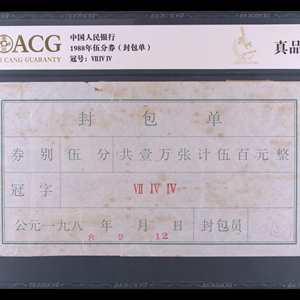 ACG
CANG GUARANTY
中国人民银行
1988年伍分券(封包单)
冠号:VII IV IV
真品
封包单
券别 伍分 共壹万张计伍百元整
冠字 VII IV IV
公元一九八 年 月 日 封包员
8 9 12